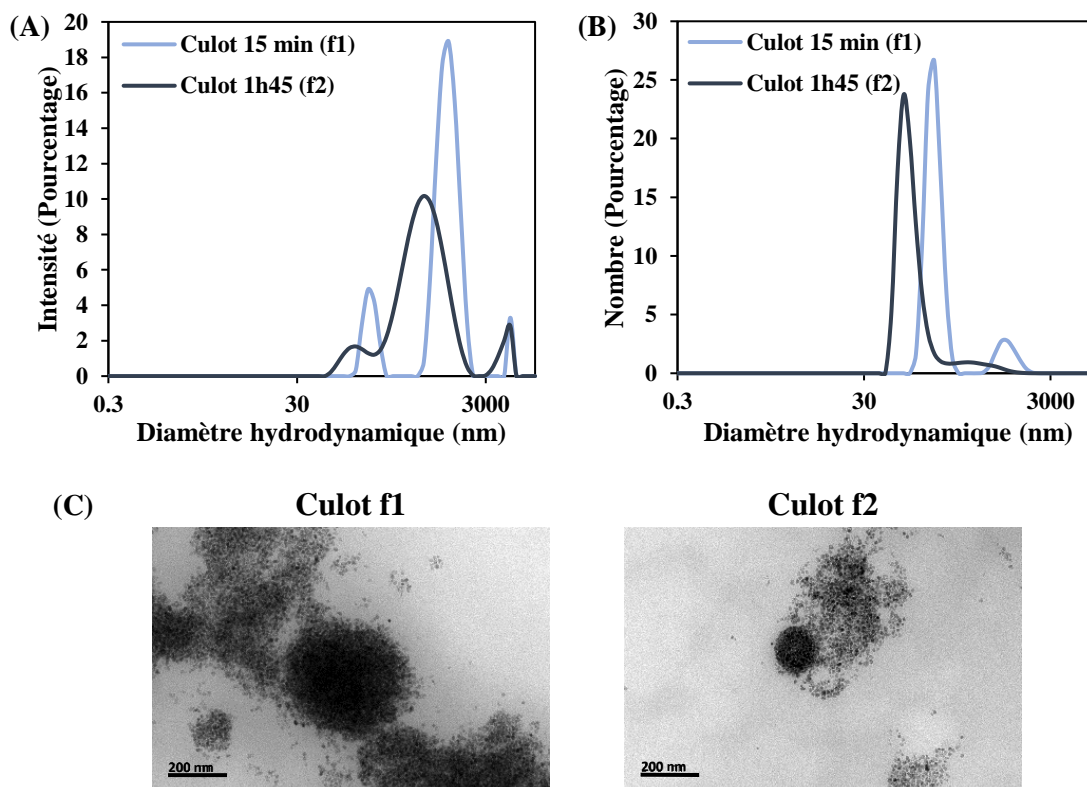 (A)
Intensité (Pourcentage)
20
18
16
14
12
10
8
6
4
2
0
Culot 15 min (f1)
Culot 1h45 (f2)
0.3 30 3000
Diamètre hydrodynamique (nm)
(B)
Nombre (Pourcentage)
30
25
20
15
10
5
0
Culot 15 min (f1)
Culot 1h45 (f2)
0.3 30 3000
Diamètre hydrodynamique (nm)
(C)
Culot f1
Culot f2
200 nm
200 nm